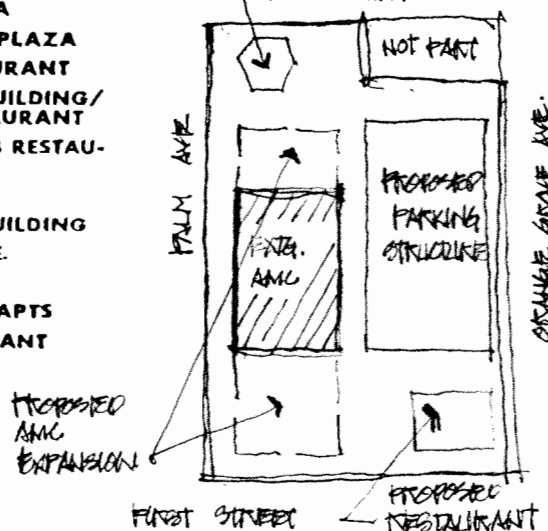 A
PLAZA
URANT
UILDING/
AURANT
S RESTAU-
UILDING
E.
APTS
ANT
NOT PART
PALM AVE
ORANGE GROVE AVE.
PROPOSED
PARKING
STRUCTURE
EXTG.
AMC
PROPOSED
AMC
EXPANSION
FIRST STREET
PROPOSED
RESTAURANT